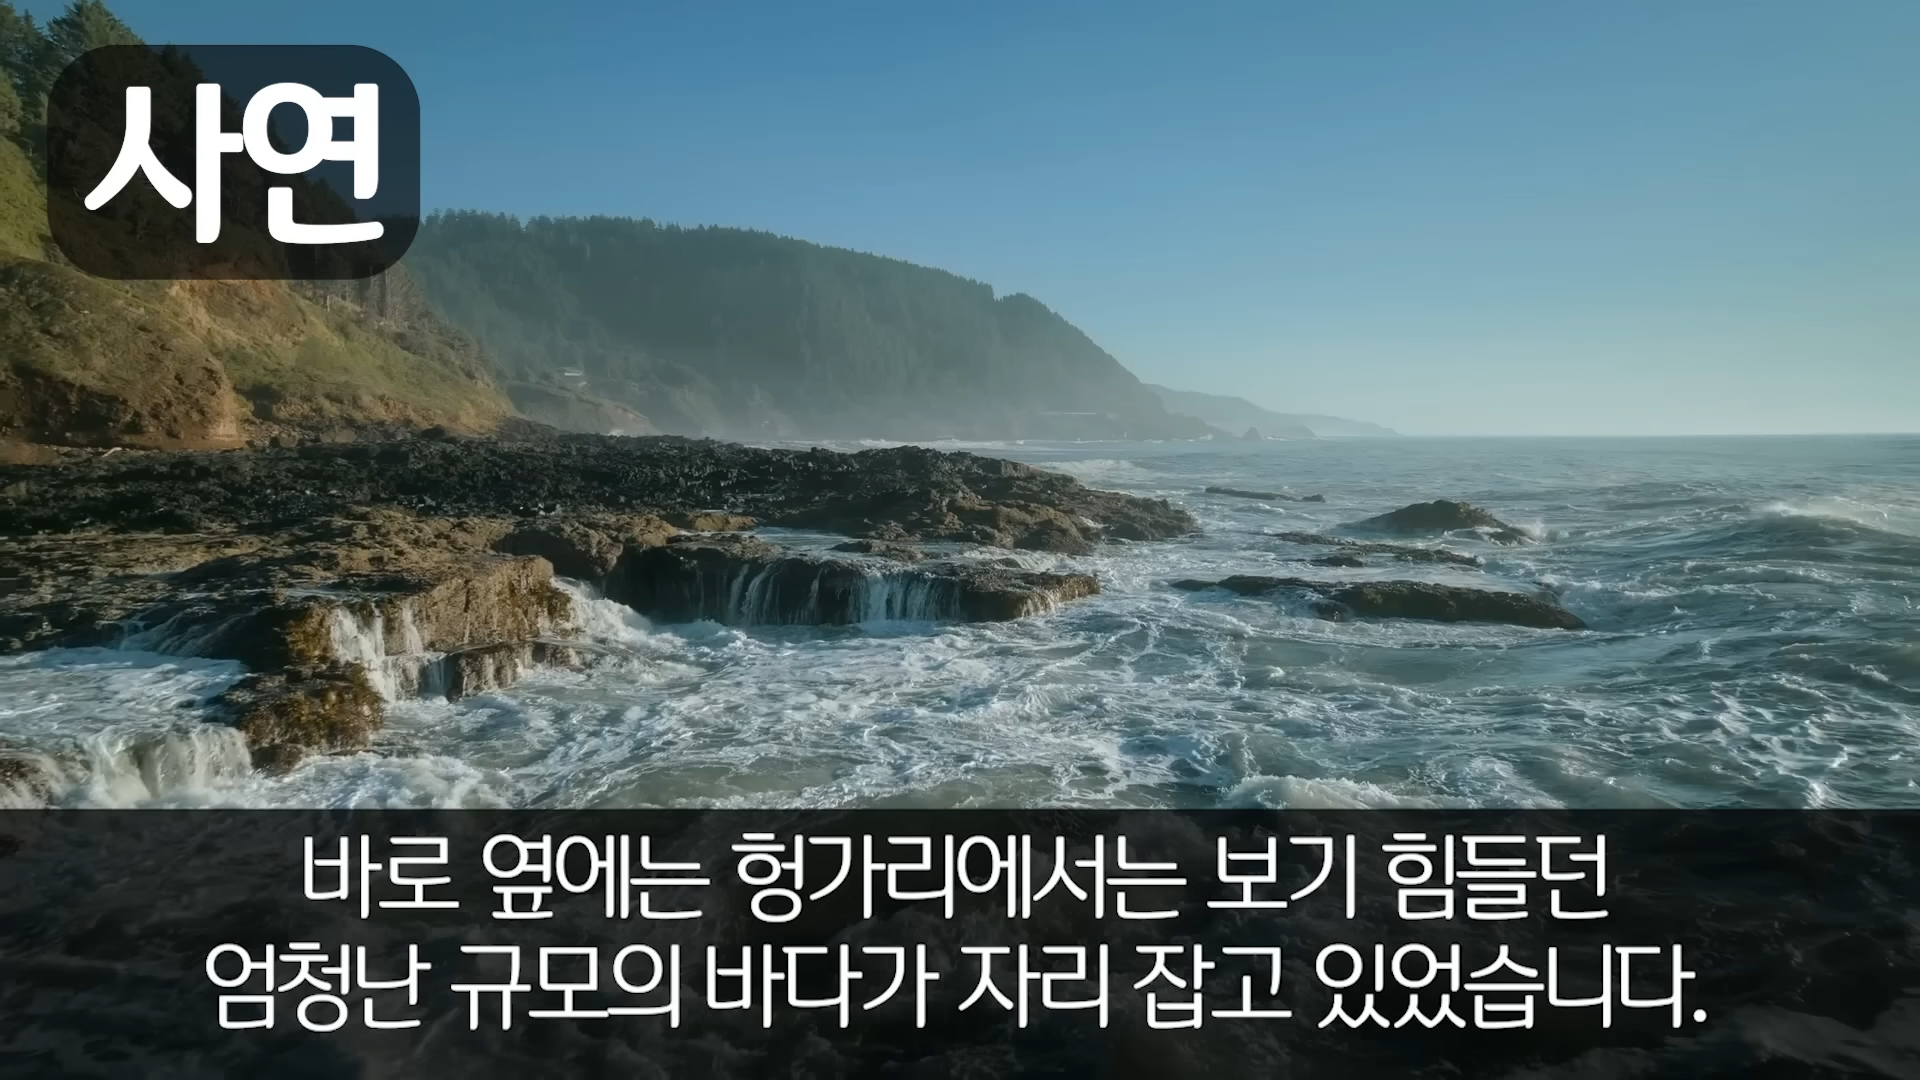 사연
바로 옆에는 헝가리에서는 보기 힘들던
엄청난 규모의 바다가 자리 잡고 있었습니다.